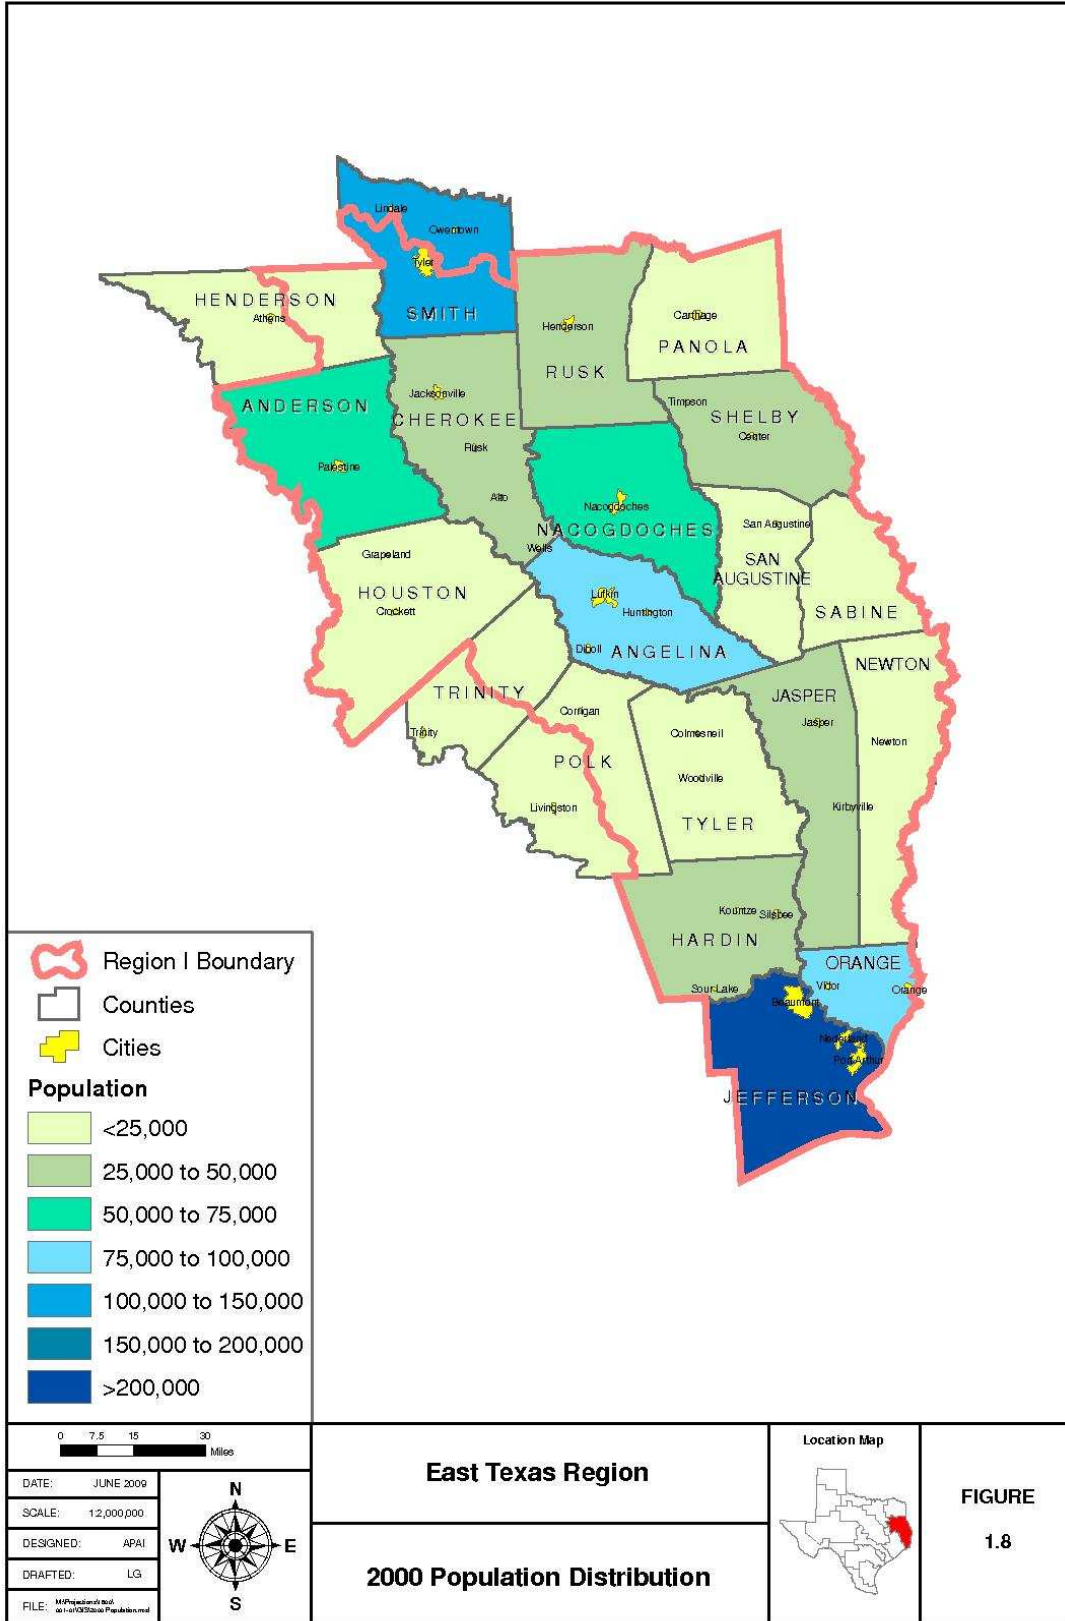 Lindale
Owentown
Tyler
HENDERSON
Athens
SMITH
Henderson
RUSK
Carthage
PANOLA
ANDERSON
Jacksonville
CHEROKEE
Timpson
SHELBY
Center
Rusk
Palestine
Alto
Nacogdoches
NACOGDOCHES
San Augustine
SAN
AUGUSTINE
Wells
Grapeland
HOUSTON
Crockett
Lufkin
Huntington
Diboll
ANGELINA
SABINE
NEWTON
TRINITY
Trinity
Corrigan
POLK
Livingston
JASPER
Jasper
Colmesneil
Newton
Woodville
TYLER
Kirbyville
Kountze
Silsbee
HARDIN
ORANGE
Sour Lake
Vidor
Orange
Beaumont
Nederland
Port Arthur
JEFFERSON
Region I Boundary
Counties
Cities
Population
<25,000
25,000 to 50,000
50,000 to 75,000
75,000 to 100,000
100,000 to 150,000
150,000 to 200,000
>200,000
0 7.5 15 30
Miles
DATE: JUNE 2009
SCALE: 1:2,000,000
DESIGNED: APAI
DRAFTED: LG
FILE:
N
W E
S
East Texas Region
2000 Population Distribution
Location Map
FIGURE
1.8